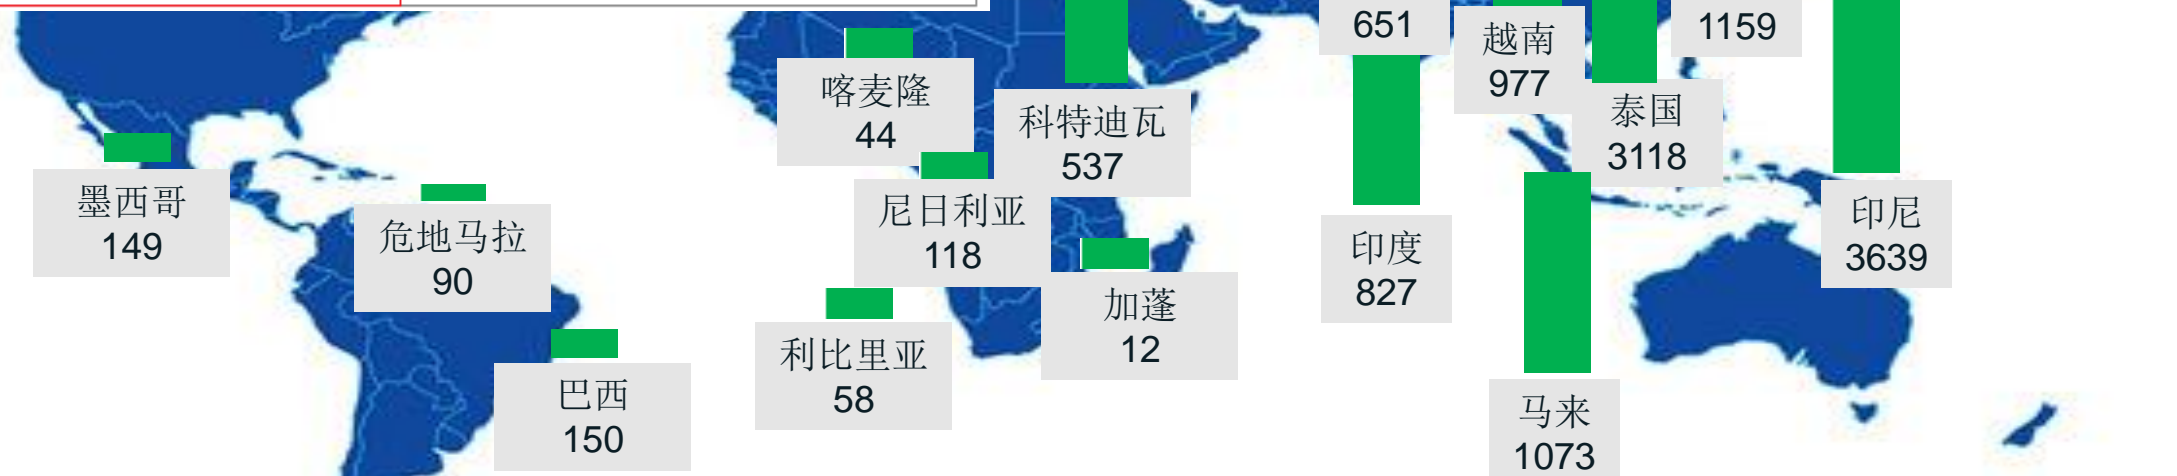 651
越南
977
1159
喀麦隆
44
科特迪瓦
537
泰国
3118
墨西哥
149
危地马拉
90
尼日利亚
118
印度
827
印尼
3639
加蓬
12
利比里亚
58
巴西
150
马来
1073